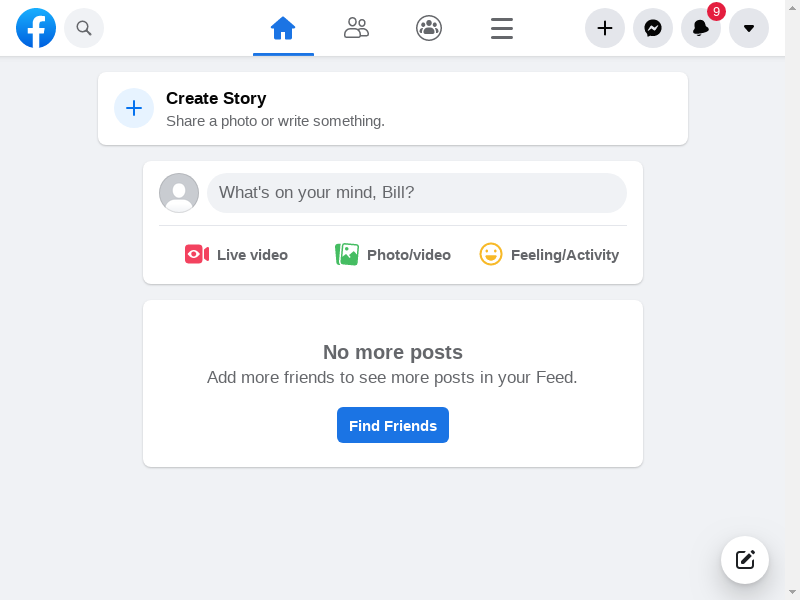 9
Create Story
Share a photo or write something.
What's on your mind, Bill?
Live video
Photo/video
Feeling/Activity
No more posts
Add more friends to see more posts in your Feed.
Find Friends